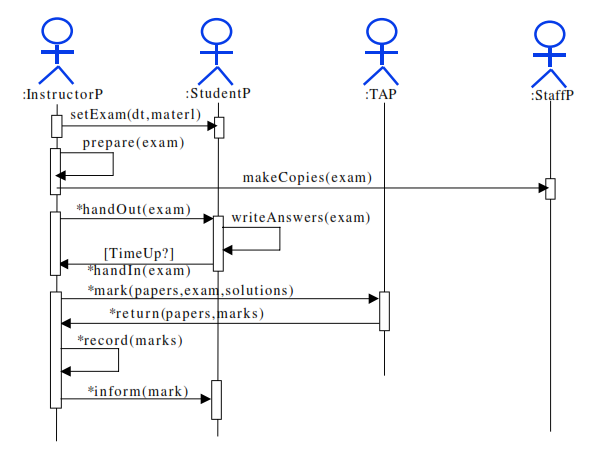 :InstructorP
:StudentP
:TAP
:StaffP
setExam(dt,materl)
prepare(exam)
makeCopies(exam)
*handOut(exam)
writeAnswers(exam)
[TimeUp?]
*handIn(exam)
*mark(papers,exam,solutions)
*return(papers,marks)
*record(marks)
*inform(mark)